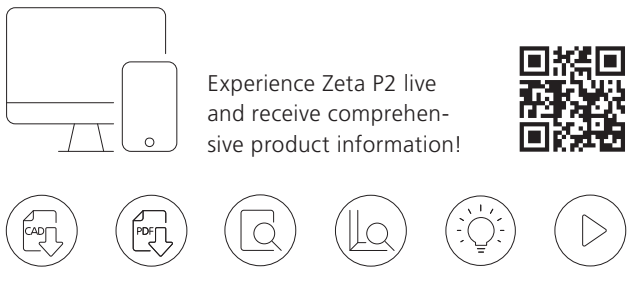 Experience Zeta P2 live
and receive comprehen-
sive product information!
CAD
PDF